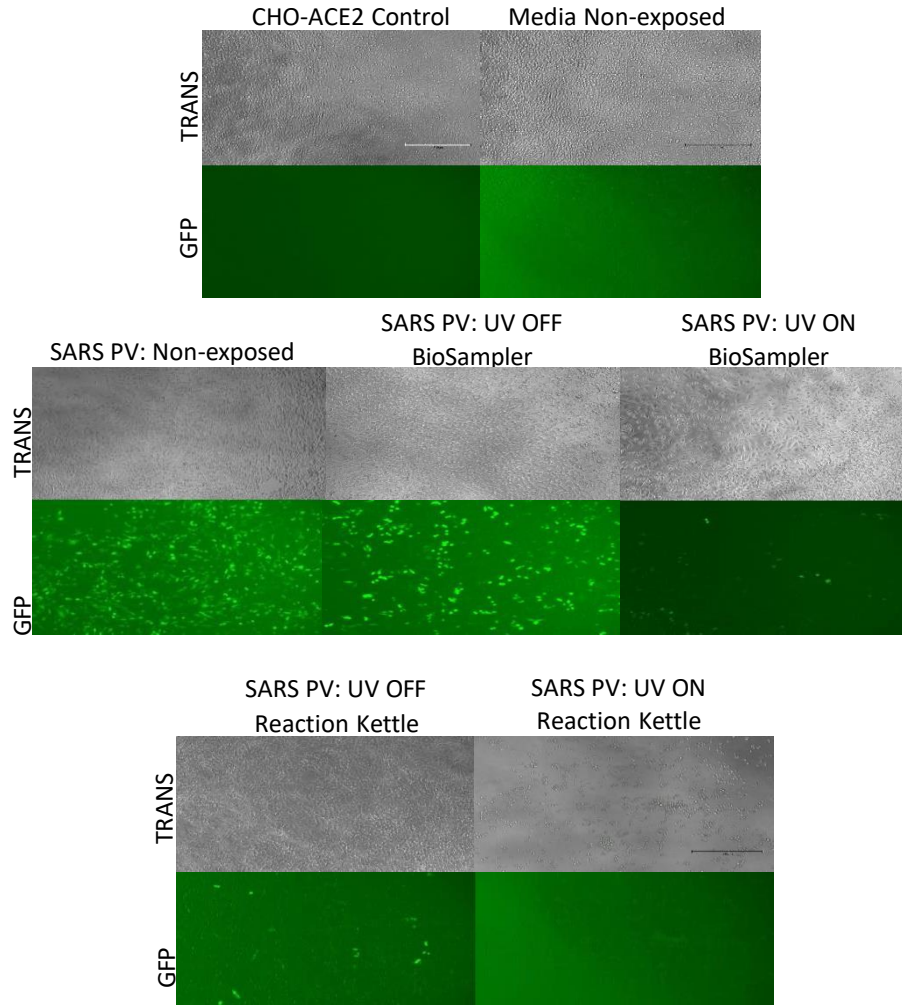 CHO-ACE2 Control
Media Non-exposed
TRANS
GFP
SARS PV: Non-exposed
SARS PV: UV OFF
BioSampler
SARS PV: UV ON
BioSampler
TRANS
GFP
SARS PV: UV OFF
Reaction Kettle
SARS PV: UV ON
Reaction Kettle
TRANS
GFP